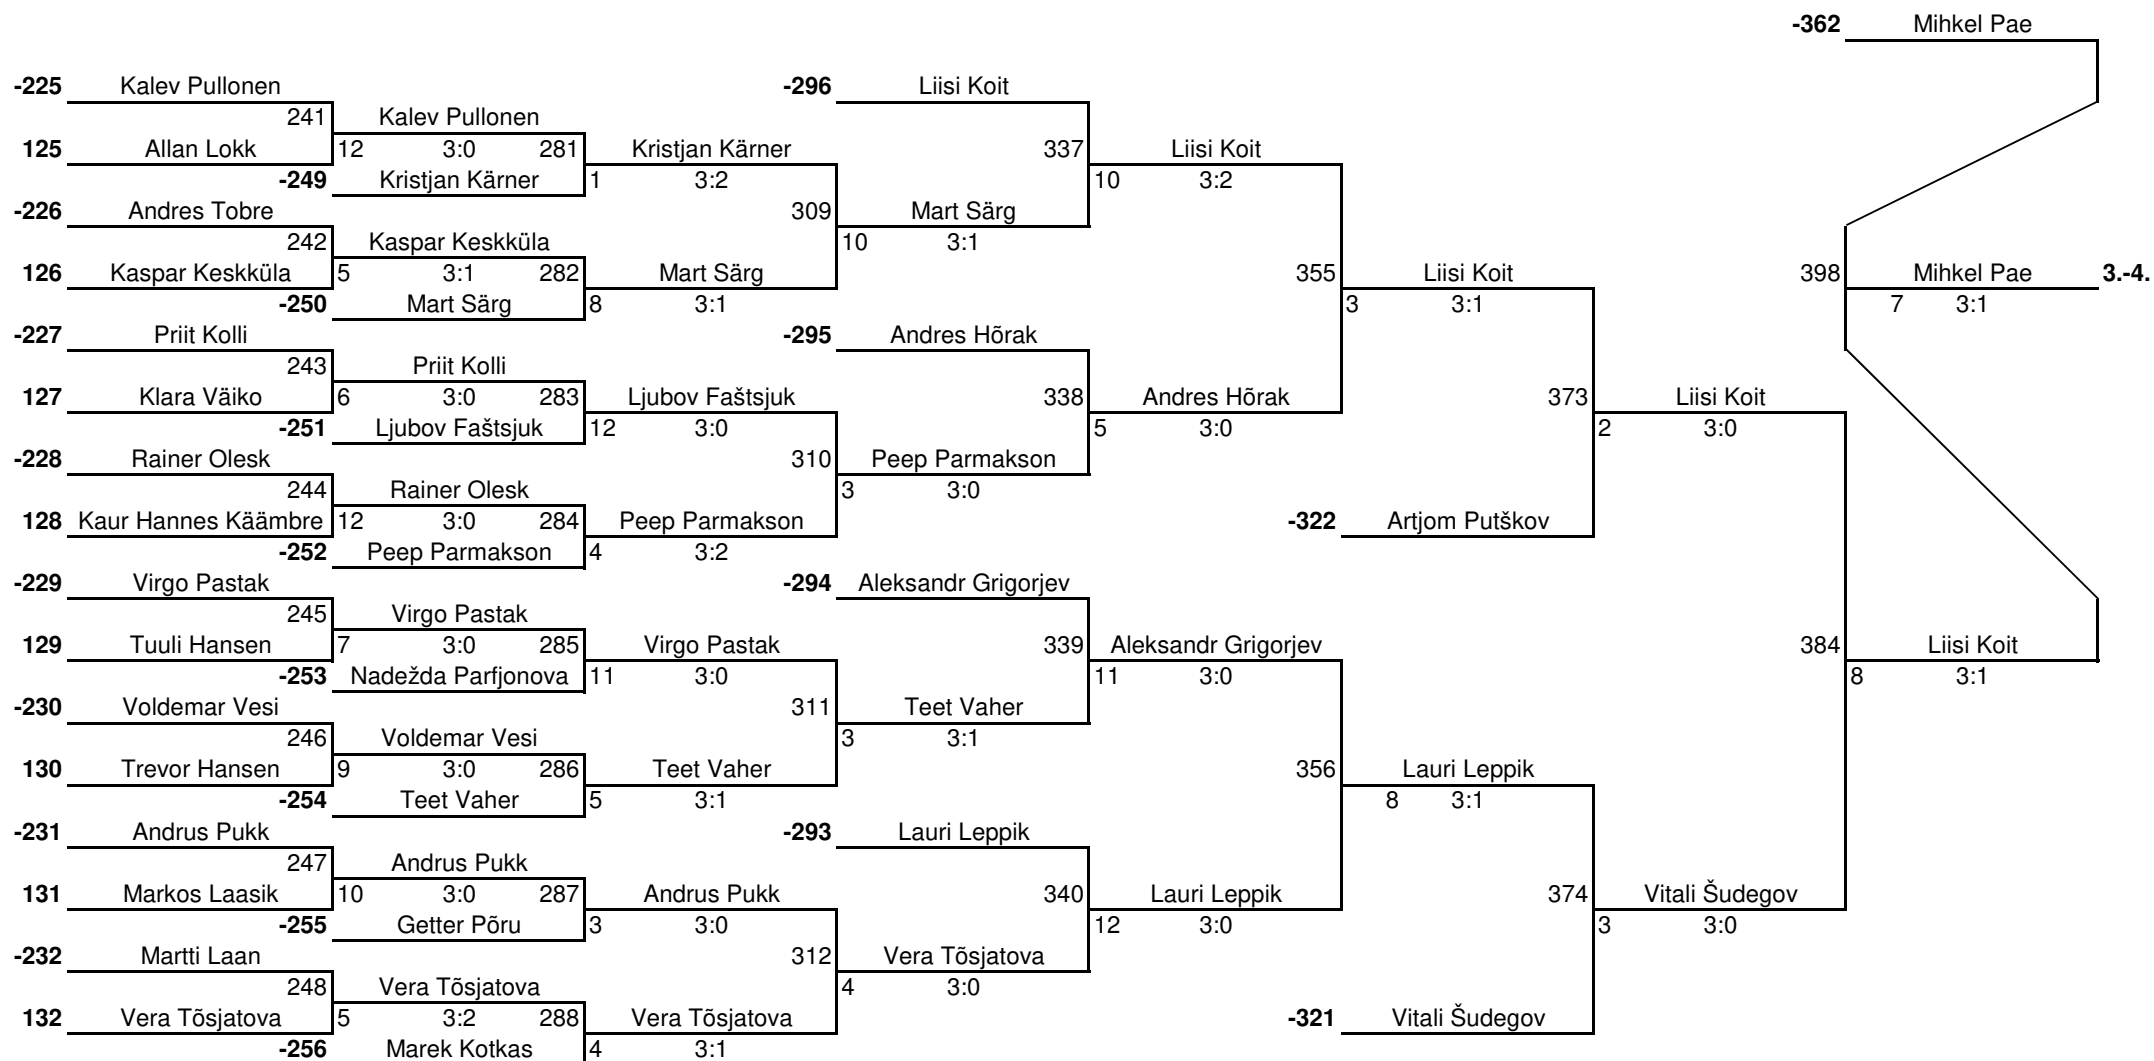 -362 Mihkel Pae
-225 Kalev Pullonen -296 Liisi Koit
241 Kalev Pullonen
125 Allan Lokk 12 3:0 281 Kristjan Kärner 337 Liisi Koit
-249 Kristjan Kärner 1 3:2 10 3:2
-226 Andres Tobre 309 Mart Särg
242 Kaspar Keskküla 10 3:1
126 Kaspar Keskküla 5 3:1 282 Mart Särg 355 Liisi Koit 398 Mihkel Pae 3.-4.
-250 Mart Särg 8 3:1 3 3:1 7 3:1
-227 Priit Kolli -295 Andres Hõrak
243 Priit Kolli
127 Klara Väiko 6 3:0 283 Ljubov Faštsjuk 338 Andres Hõrak 373 Liisi Koit
-251 Ljubov Faštsjuk 12 3:0 5 3:0 2 3:0
-228 Rainer Olesk 310 Peep Parmakson
244 Rainer Olesk 3 3:0
128 Kaur Hannes Käämbre 12 3:0 284 Peep Parmakson -322 Artjom Putškov
-252 Peep Parmakson 4 3:2
-229 Virgo Pastak -294 Aleksandr Grigorjev
245 Virgo Pastak
129 Tuuli Hansen 7 3:0 285 Virgo Pastak 339 Aleksandr Grigorjev 384 Liisi Koit
-253 Nadežda Parfjonova 11 3:0 11 3:0 8 3:1
-230 Voldemar Vesi 311 Teet Vaher
246 Voldemar Vesi 3 3:1
130 Trevor Hansen 9 3:0 286 Teet Vaher 356 Lauri Leppik
-254 Teet Vaher 5 3:1 8 3:1
-231 Andrus Pukk -293 Lauri Leppik
247 Andrus Pukk
131 Markos Laasik 10 3:0 287 Andrus Pukk 340 Lauri Leppik 374 Vitali Šudegov
-255 Getter Põru 3 3:0 12 3:0 3 3:0
-232 Martti Laan 312 Vera Tõsjatova
248 Vera Tõsjatova 4 3:0
132 Vera Tõsjatova 5 3:2 288 Vera Tõsjatova -321 Vitali Šudegov
-256 Marek Kotkas 4 3:1